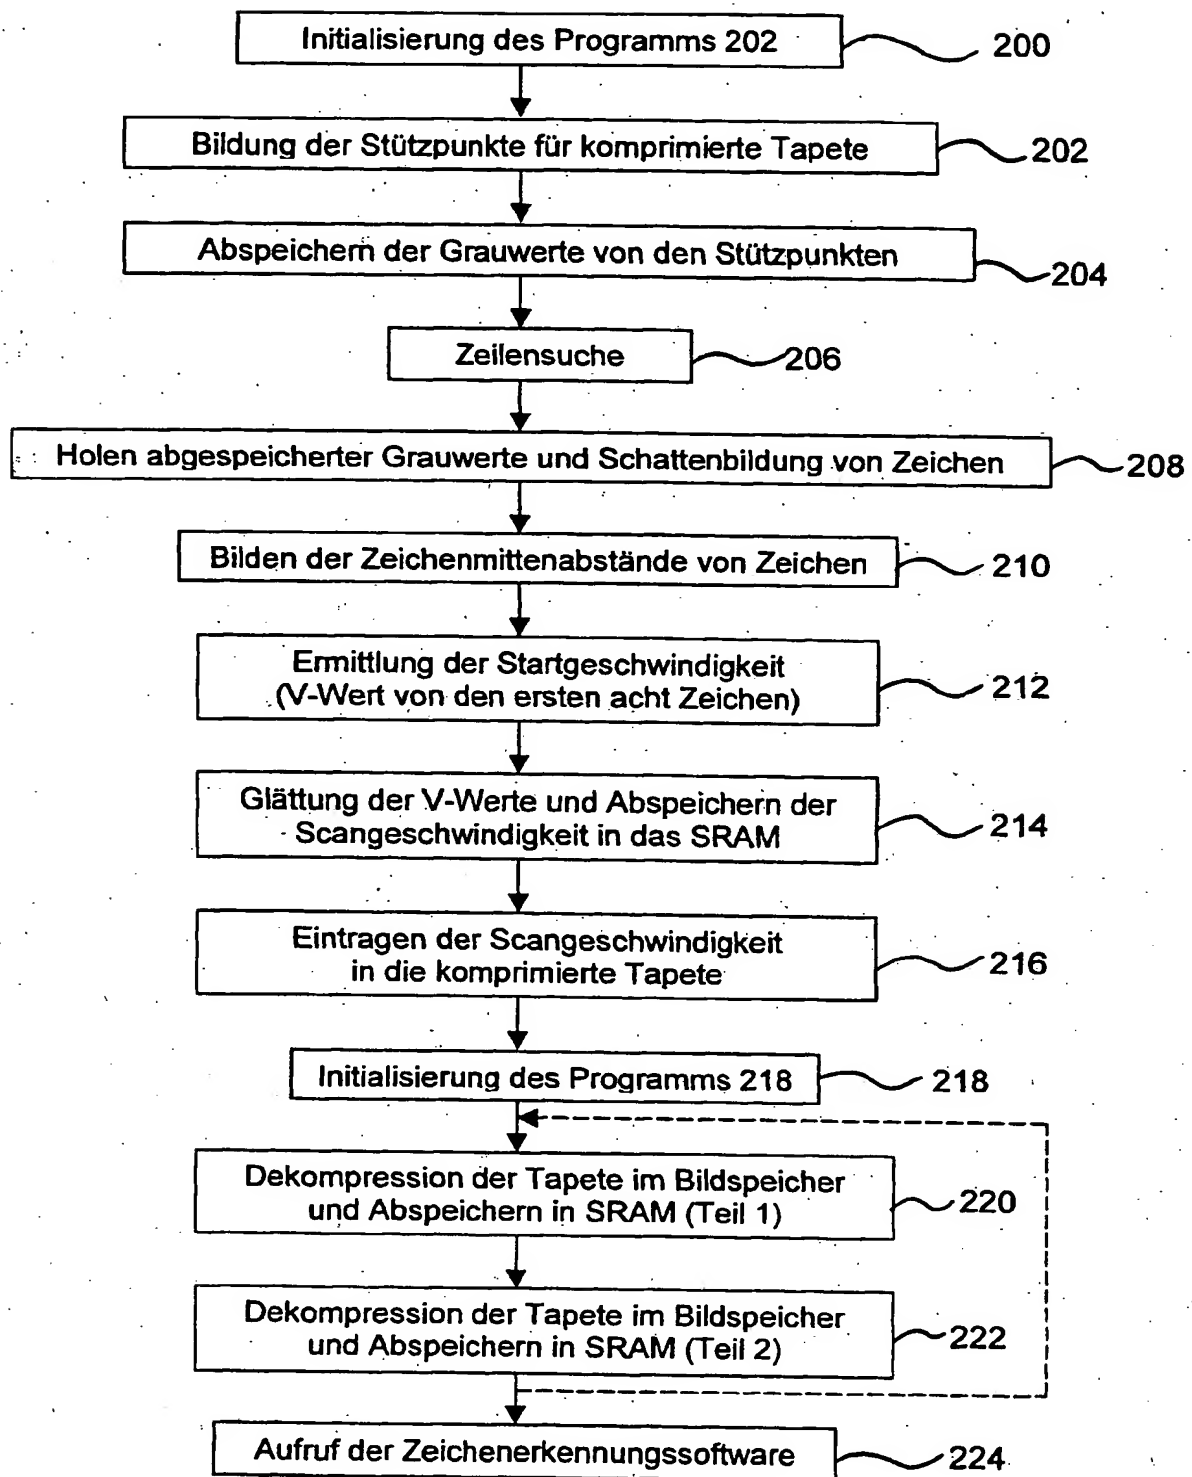 Initialisierung des Programms 202
200
Bildung der Stützpunkte für komprimierte Tapete
202
Abspeichern der Grauwerte von den Stützpunkten
204
Zeilensuche
206
Holen abgespeicherter Grauwerte und Schattenbildung von Zeichen
208
Bilden der Zeichenmittenabstände von Zeichen
210
Ermittlung der Startgeschwindigkeit
(V-Wert von den ersten acht Zeichen)
212
Glättung der V-Werte und Abspeichern der
Scangeschwindigkeit in das SRAM
214
Eintragen der Scangeschwindigkeit
in die komprimierte Tapete
216
Initialisierung des Programms 218
218
Dekompression der Tapete im Bildspeicher
und Abspeichern in SRAM (Teil 1)
220
Dekompression der Tapete im Bildspeicher
und Abspeichern in SRAM (Teil 2)
222
Aufruf der Zeichenerkennungssoftware
224